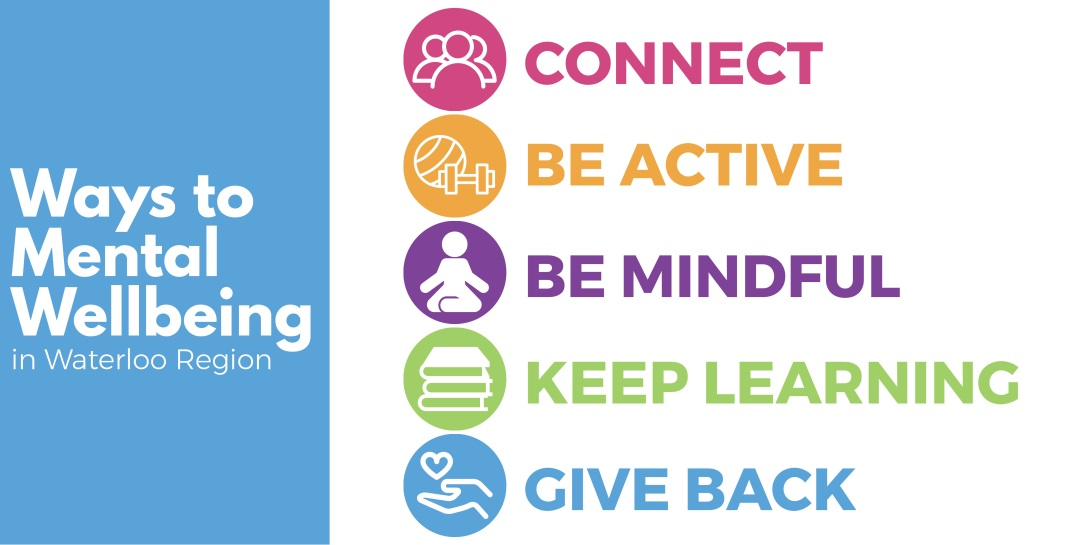 Ways to
Mental
Wellbeing
in Waterloo Region
CONNECT
BE ACTIVE
BE MINDFUL
KEEP LEARNING
GIVE BACK